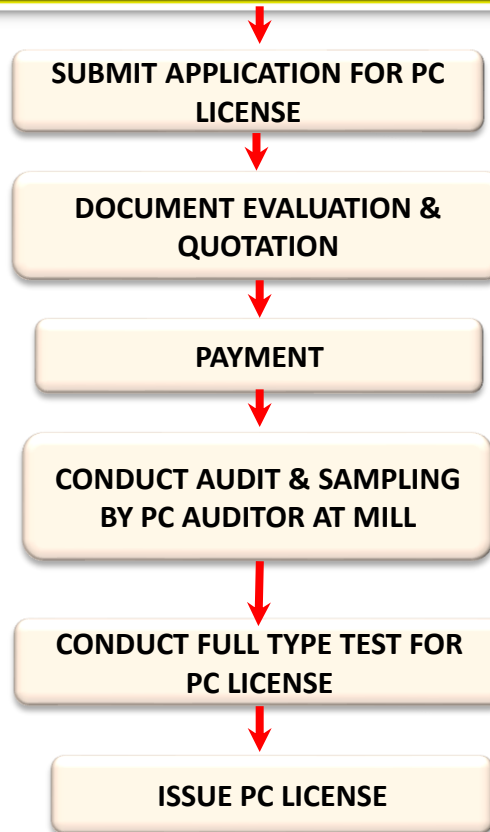 SUBMIT APPLICATION FOR PC
LICENSE
DOCUMENT EVALUATION &
QUOTATION
PAYMENT
CONDUCT AUDIT & SAMPLING
BY PC AUDITOR AT MILL
CONDUCT FULL TYPE TEST FOR
PC LICENSE
ISSUE PC LICENSE